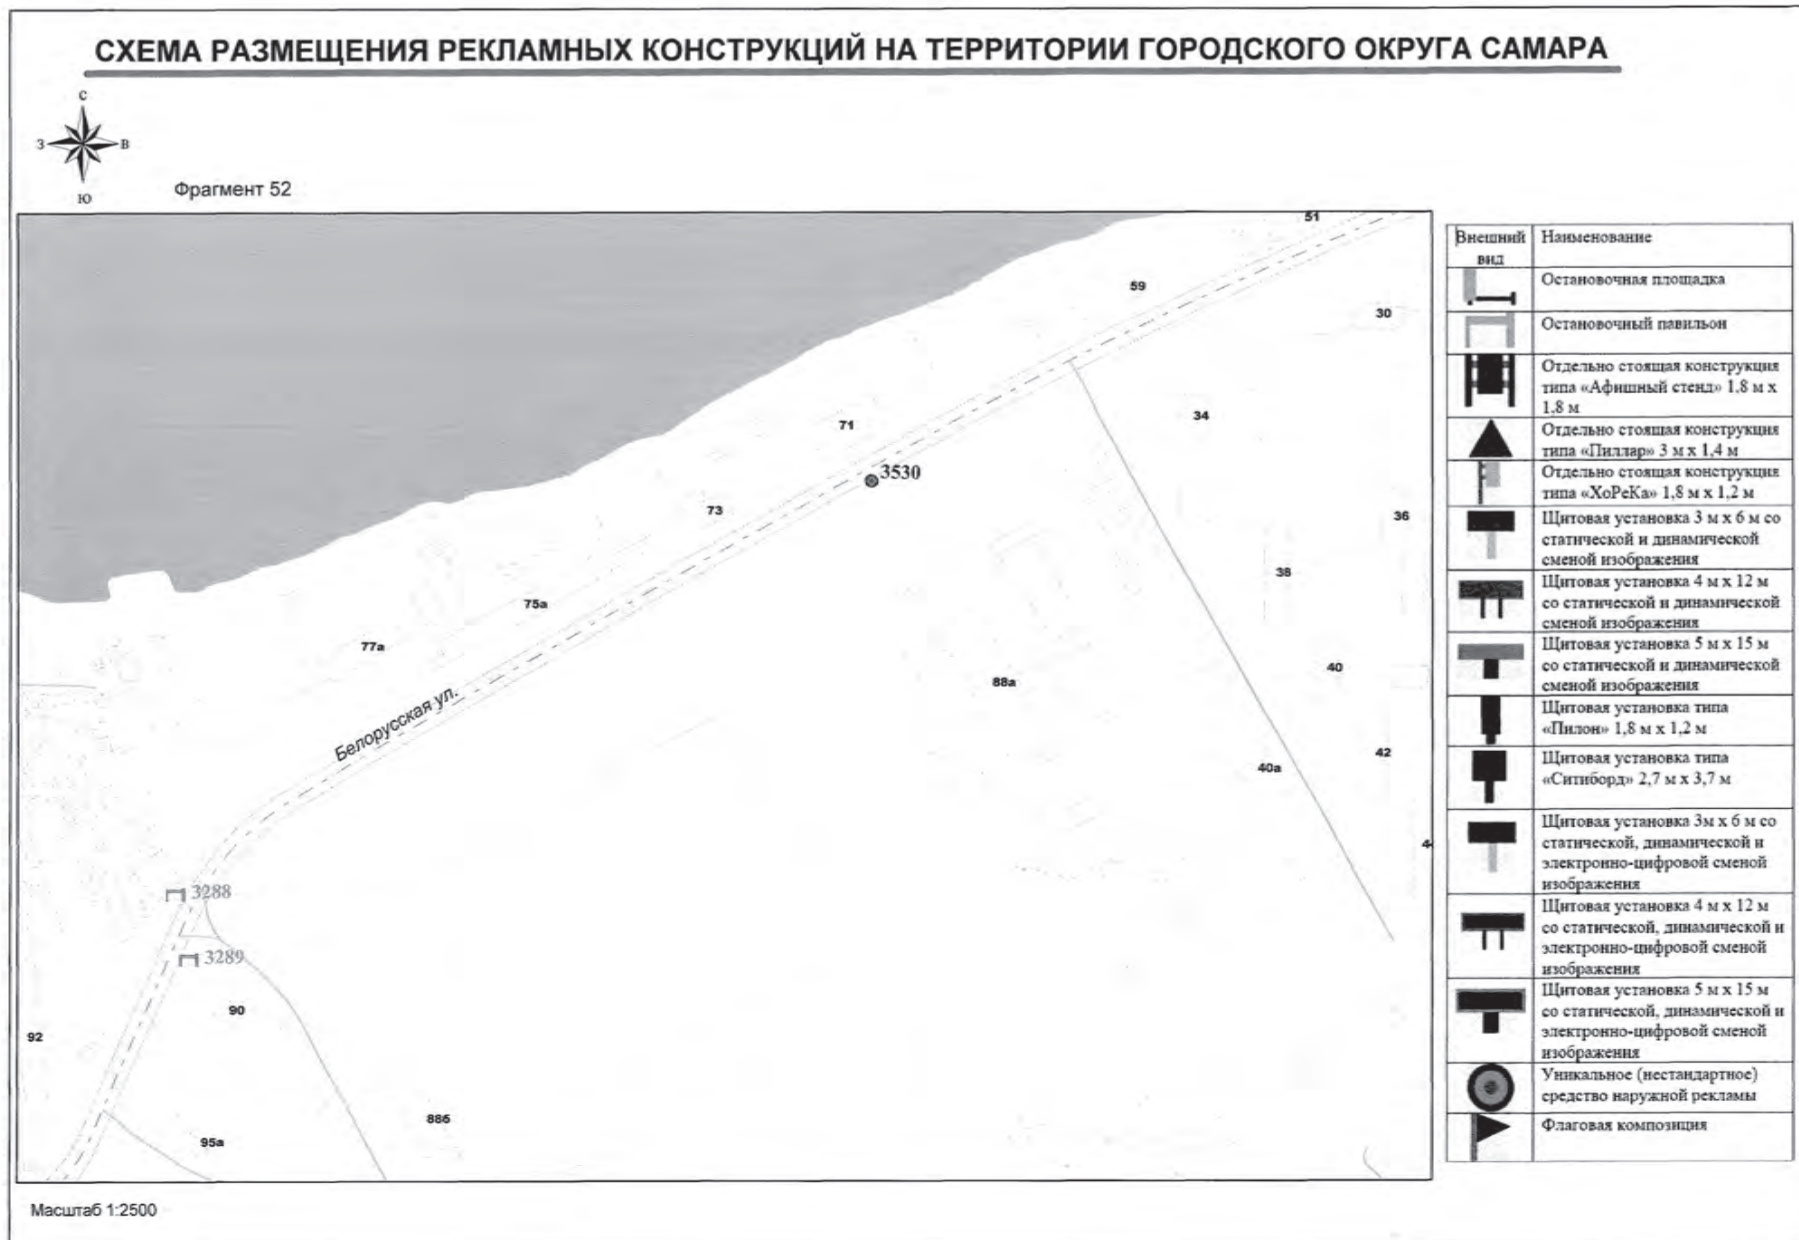 СХЕМА РАЗМЕЩЕНИЯ РЕКЛАМНЫХ КОНСТРУКЦИЙ НА ТЕРРИТОРИИ ГОРОДСКОГО ОКРУГА САМАРА
С
З
В
Ю
Фрагмент 52
51
59
30
71
34
3530
73
36
38
75а
77а
40
88а
Белорусская ул.
42
40а
3288
3289
90
92
88б
95а
Масштаб 1:2500
Внешний вид
Наименование
Остановочная площадка
Остановочный павильон
Отдельно стоящая конструкция
типа «Афишный стенд» 1.8 м х
1.8 м
Отдельно стоящая конструкция
типа «Пиллар» 3 м х 1,4 м
Отдельно стоящая конструкция
типа «ХоРеКа» 1,8 м х 1,2 м
Щитовая установка 3 м х 6 м со
статической и динамической
сменой изображения
Щитовая установка 4 м х 12 м
со статической и динамической
сменой изображения
Щитовая установка 5 м х 15 м
со статической и динамической
сменой изображения
Щитовая установка типа
«Пилон» 1,8 м х 1,2 м
Щитовая установка типа
«Ситиборд» 2,7 м х 3,7 м
Щитовая установка 3м х 6 м со
статической, динамической и
электронно-цифровой сменой
изображения
Щитовая установка 4 м х 12 м
со статической, динамической и
электронно-цифровой сменой
изображения
Щитовая установка 5 м х 15 м
со статической, динамической и
электронно-цифровой сменой
изображения
Уникальное (нестандартное)
средство наружной рекламы
Флаговая композиция